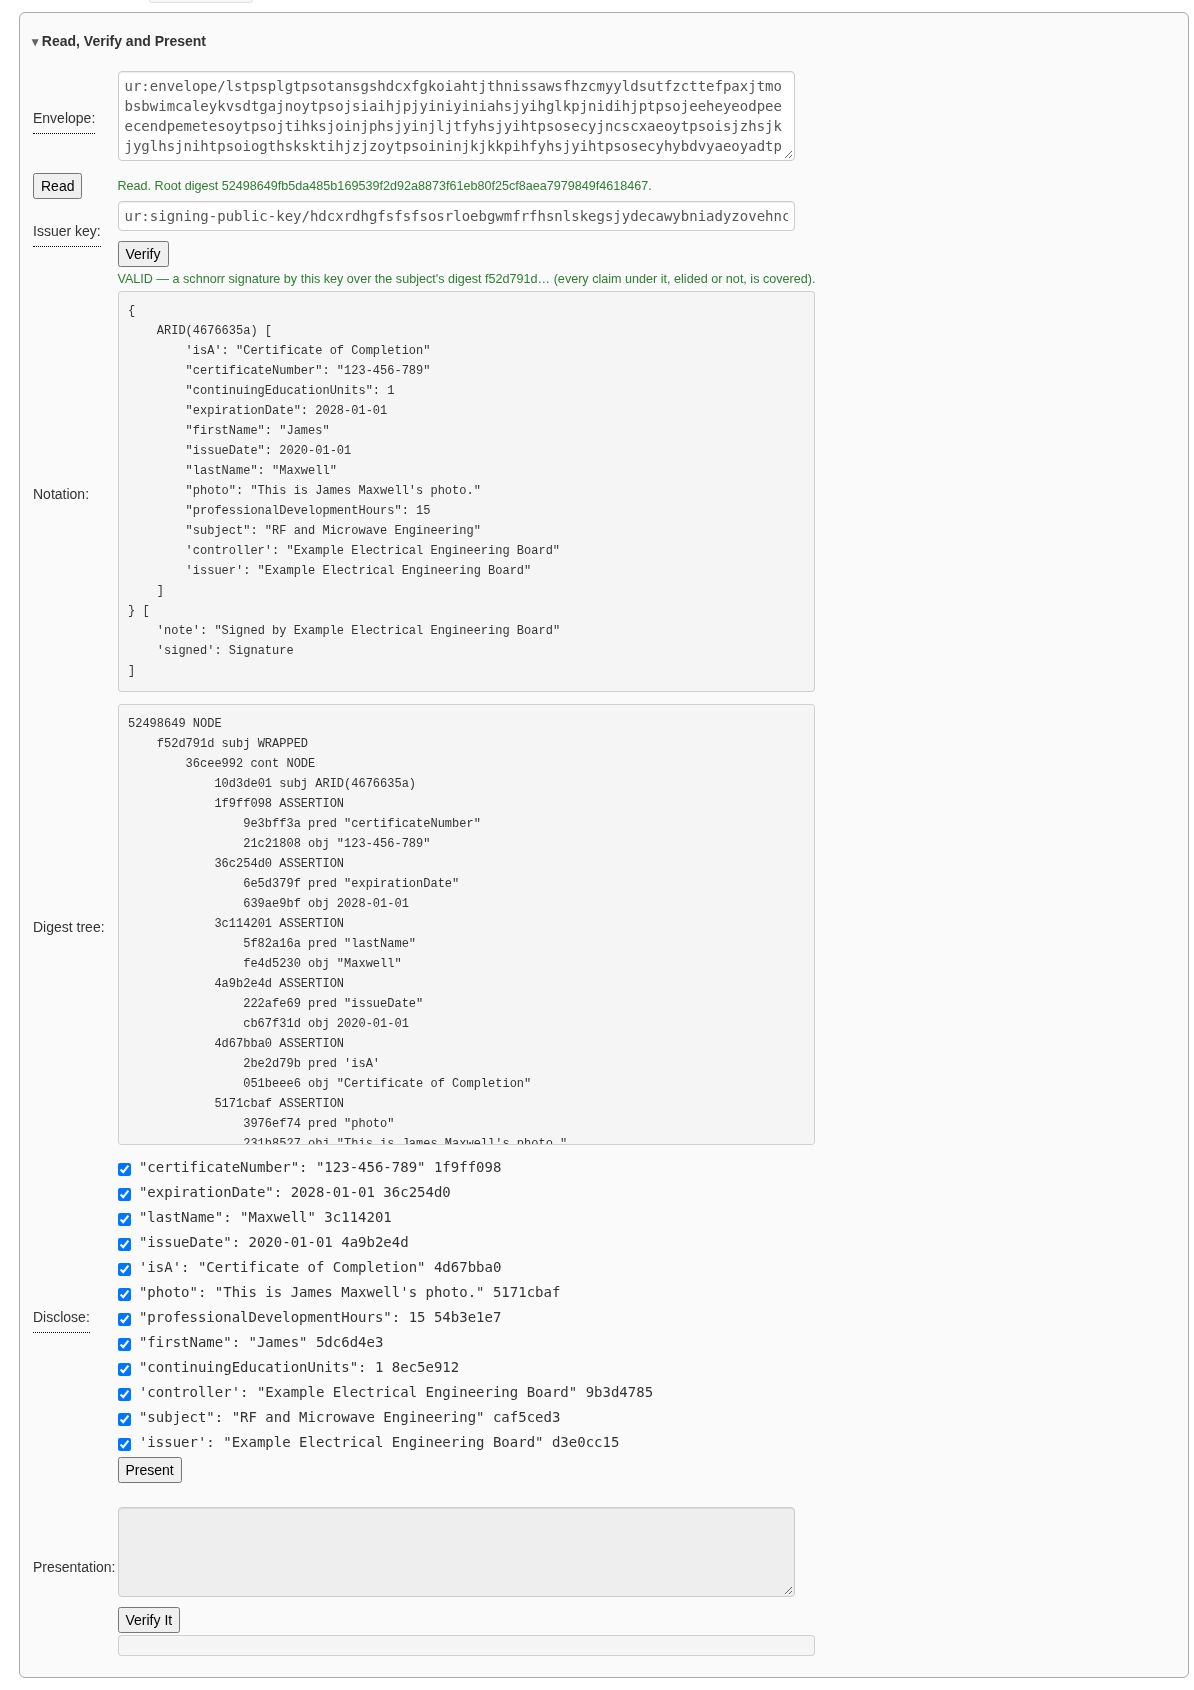 ▾ Read, Verify and Present
Envelope:
ur:envelope/lstpsplgtpsotansgshdcxfgkoiahtjthnissawsfhzcmyyldsutfzcttefpaxjtmo
bsbwimcaleykvsdtgajnoytpsojsiaihjpjyiniyiniahsjyihglkpjnidihjptpsojeeheyeodpee
ecendpemetesoytpsojtihksjoinjphsjyinjljtfyhsjyihtpsosecyjncscxaeoytpsoisjzhsjk
jyglhsjnihtpsoiogthsksktihjzjzoytpsoininjkjkkpihfyhsjyihtpsosecyhybdvyaeoyadtp
Read
Read. Root digest 52498649fb5da485b169539f2d92a8873f61eb80f25cf8aea7979849f4618467.
Issuer key:
ur:signing-public-key/hdcxrdhgfsfsfsosrloebgwmfrfhsnlskegsjydecawybniadyzovehnc
Verify
VALID — a schnorr signature by this key over the subject's digest f52d791d… (every claim under it, elided or not, is covered).
Notation:
{
    ARID(4676635a) [
        'isA': "Certificate of Completion"
        "certificateNumber": "123-456-789"
        "continuingEducationUnits": 1
        "expirationDate": 2028-01-01
        "firstName": "James"
        "issueDate": 2020-01-01
        "lastName": "Maxwell"
        "photo": "This is James Maxwell's photo."
        "professionalDevelopmentHours": 15
        "subject": "RF and Microwave Engineering"
        'controller': "Example Electrical Engineering Board"
        'issuer': "Example Electrical Engineering Board"
    ]
} [
    'note': "Signed by Example Electrical Engineering Board"
    'signed': Signature
]
Digest tree:
52498649 NODE
    f52d791d subj WRAPPED
        36cee992 cont NODE
            10d3de01 subj ARID(4676635a)
            1f9ff098 ASSERTION
                9e3bff3a pred "certificateNumber"
                21c21808 obj "123-456-789"
            36c254d0 ASSERTION
                6e5d379f pred "expirationDate"
                639ae9bf obj 2028-01-01
            3c114201 ASSERTION
                5f82a16a pred "lastName"
                fe4d5230 obj "Maxwell"
            4a9b2e4d ASSERTION
                222afe69 pred "issueDate"
                cb67f31d obj 2020-01-01
            4d67bba0 ASSERTION
                2be2d79b pred 'isA'
                051beee6 obj "Certificate of Completion"
            5171cbaf ASSERTION
                3976ef74 pred "photo"
                231b8527 obj "This is James Maxwell's photo."
Disclose:
"certificateNumber": "123-456-789" 1f9ff098
"expirationDate": 2028-01-01 36c254d0
"lastName": "Maxwell" 3c114201
"issueDate": 2020-01-01 4a9b2e4d
'isA': "Certificate of Completion" 4d67bba0
"photo": "This is James Maxwell's photo." 5171cbaf
"professionalDevelopmentHours": 15 54b3e1e7
"firstName": "James" 5dc6d4e3
"continuingEducationUnits": 1 8ec5e912
'controller': "Example Electrical Engineering Board" 9b3d4785
"subject": "RF and Microwave Engineering" caf5ced3
'issuer': "Example Electrical Engineering Board" d3e0cc15
Present
Presentation:
Verify It